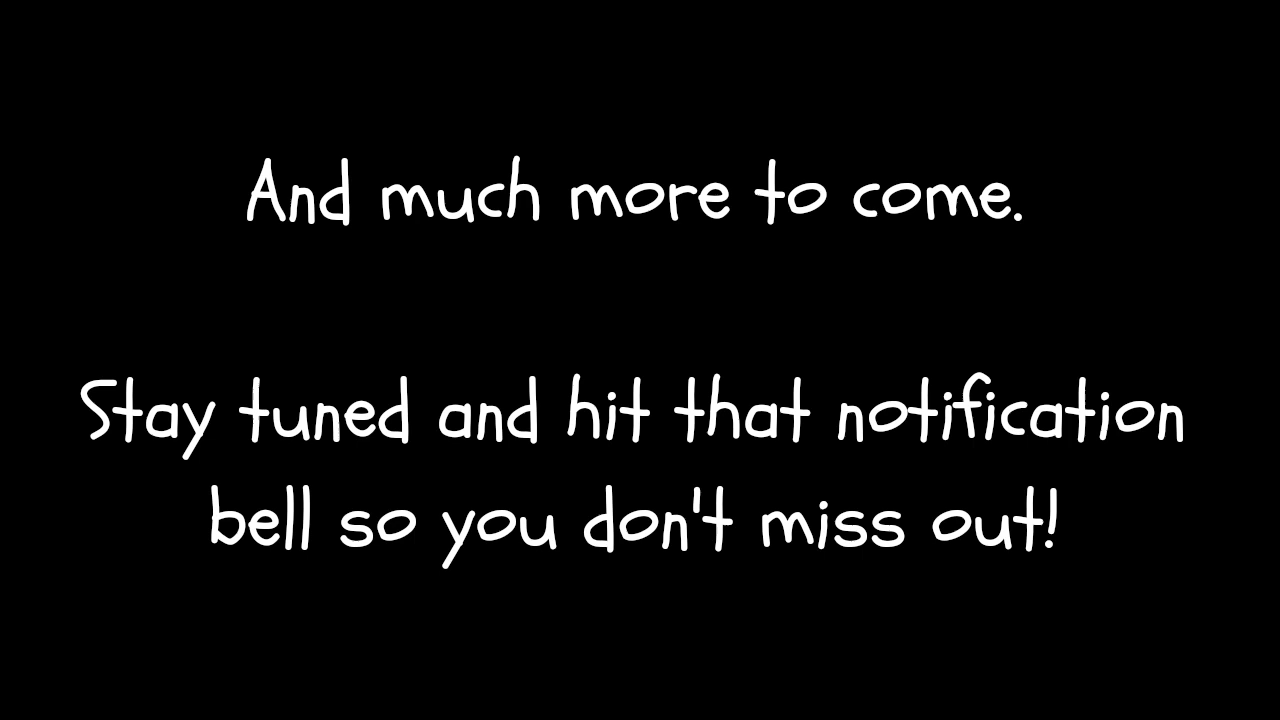 And much more to come.
Stay tuned and hit that notification
bell so you don't miss out!